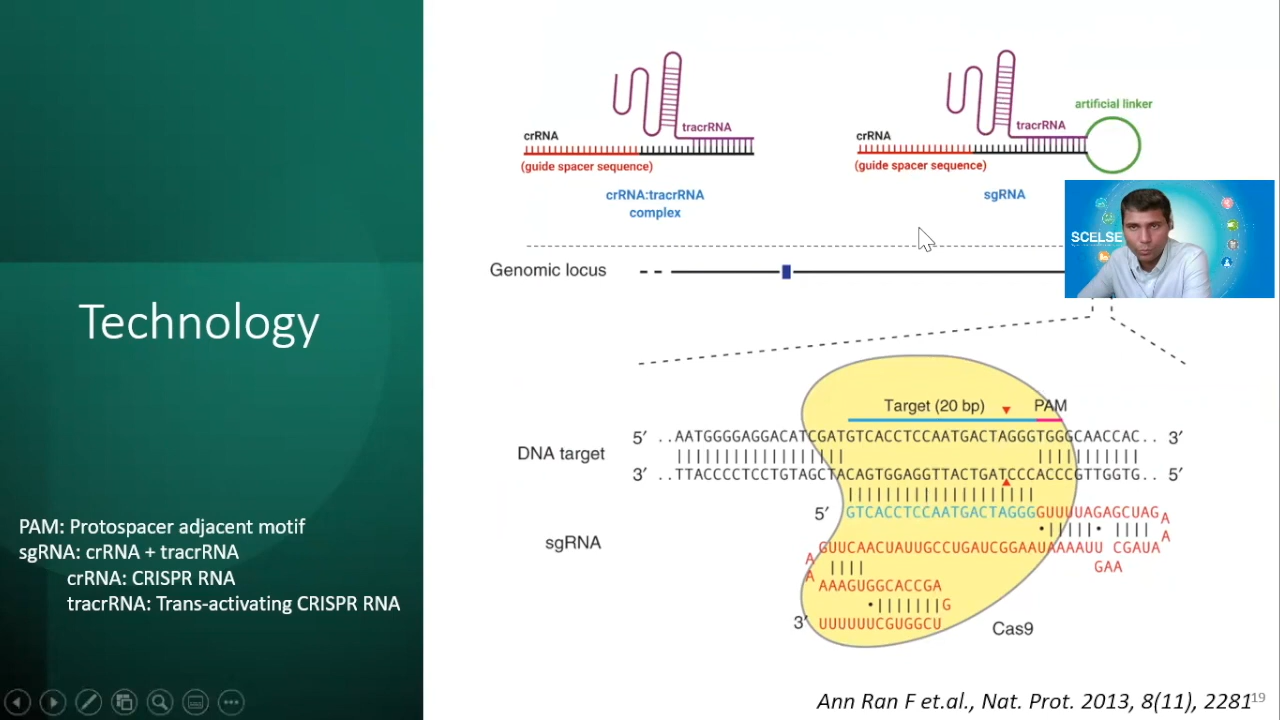 Technology
PAM: Protospacer adjacent motif
sgRNA: crRNA + tracrRNA
crRNA: CRISPR RNA
tracrRNA: Trans-activating CRISPR RNA
crRNA
tracrRNA
(guide spacer sequence)
crRNA:tracrRNA
complex
artificial linker
crRNA
tracrRNA
(guide spacer sequence)
sgRNA
SCELSE
Genomic locus
Target (20 bp)
PAM
DNA target
5′ ..AATGGGGAGGACATCGATGTCACCTCCAATGACTAGGGTGGGCAACCAC.. 3′
3′ ..TTACCCCTCCTGTAGCTACAGTGGAGGTTACTGATCCCACCCGTTGGTG.. 5′
sgRNA
5′ GTCACCTCCAATGACTAGGGGUUUUAGAGCUAGA
A
GUUCAACUAUUGCCUGAUCGGAAUAAAAUU CGAUA
GAA
A
A
AAAGUGGCACCGA
G
3′ UUUUUUCGUGGCU
Cas9
Ann Ran F et.al., Nat. Prot. 2013, 8(11), 2281
19